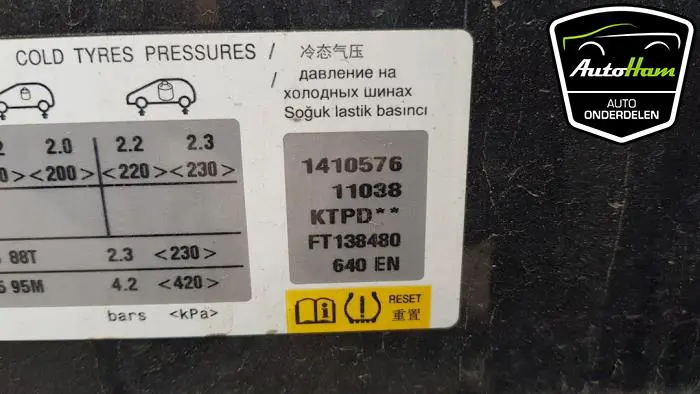 COLD TYRES PRESSURES / 冷态气压
/ давление на
холодных шинах
Soğuk lastik basıncı
2.0 2.2 2.3
<200> <220> <230>
88T 2.3 <230>
95M 4.2 <420>
bars <kPa>
1410576
11038
KTPD**
FT138480
640 EN
RESET
重置
AutoHam
AUTO
ONDERDELEN